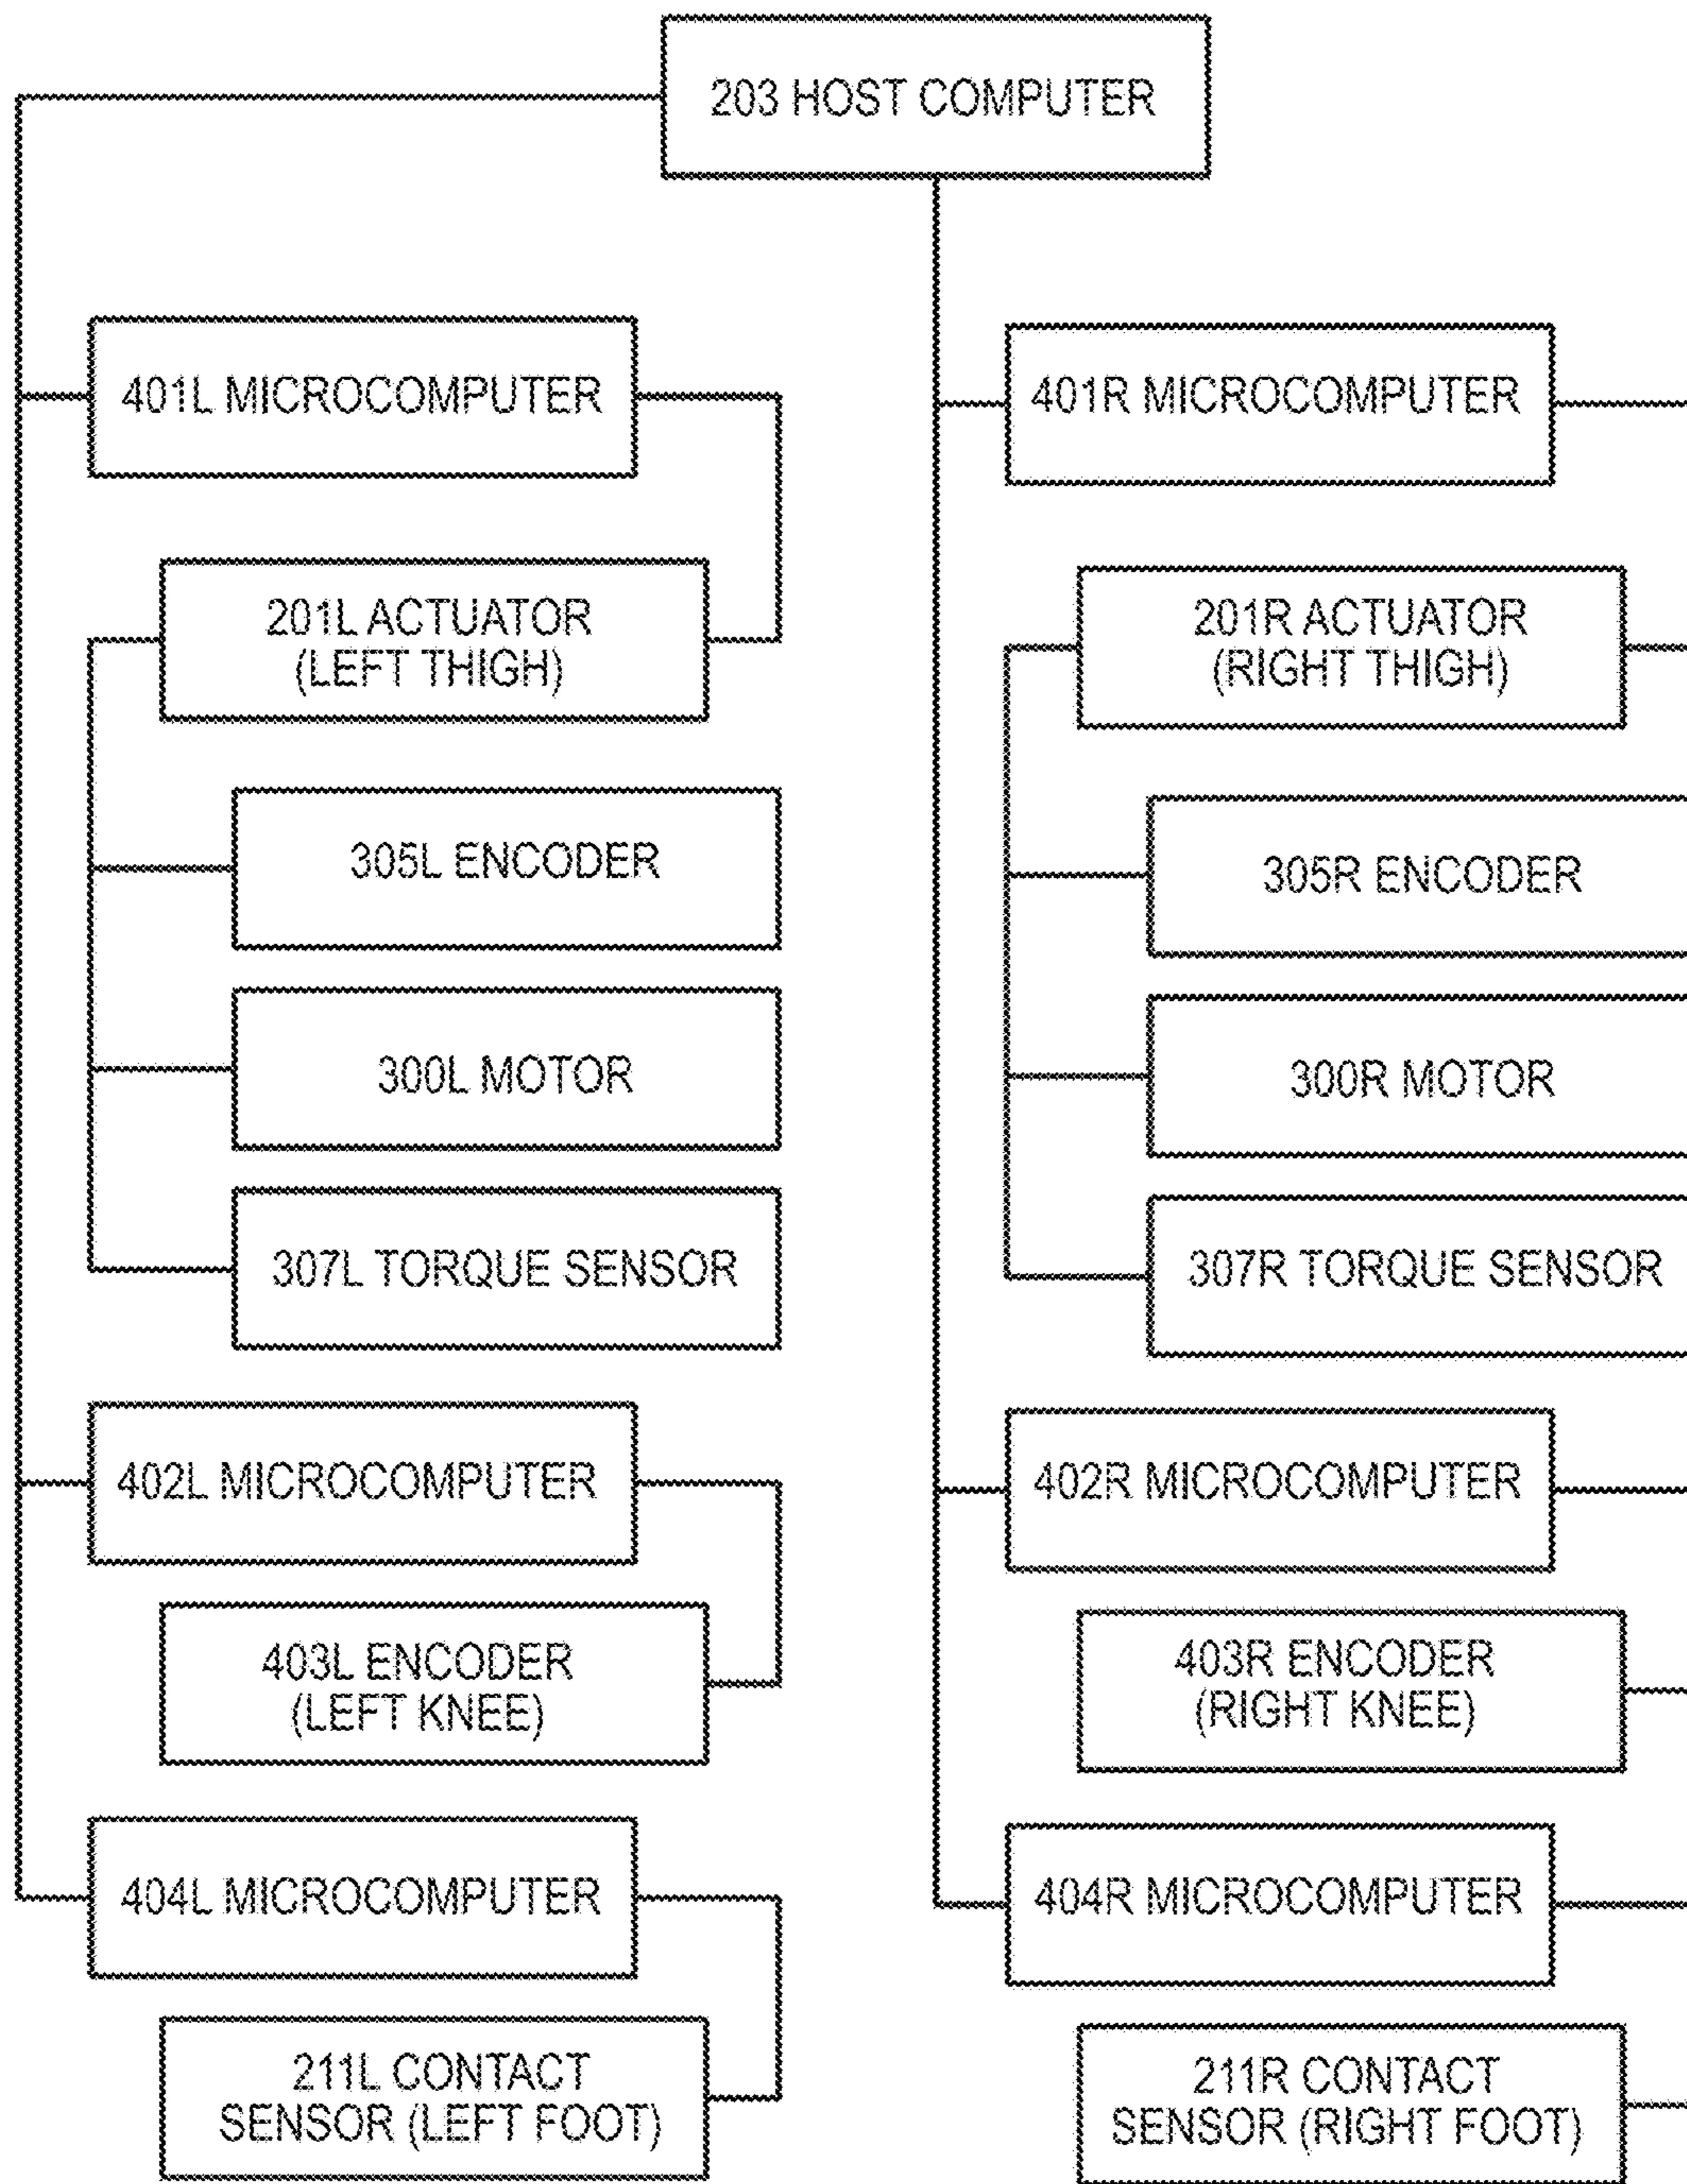 203 HOST COMPUTER
401L MICROCOMPUTER
201L ACTUATOR
(LEFT THIGH)
305L ENCODER
300L MOTOR
307L TORQUE SENSOR
402L MICROCOMPUTER
403L ENCODER
(LEFT KNEE)
404L MICROCOMPUTER
211L CONTACT
SENSOR (LEFT FOOT)
401R MICROCOMPUTER
201R ACTUATOR
(RIGHT THIGH)
305R ENCODER
300R MOTOR
307R TORQUE SENSOR
402R MICROCOMPUTER
403R ENCODER
(RIGHT KNEE)
404R MICROCOMPUTER
211R CONTACT
SENSOR (RIGHT FOOT)